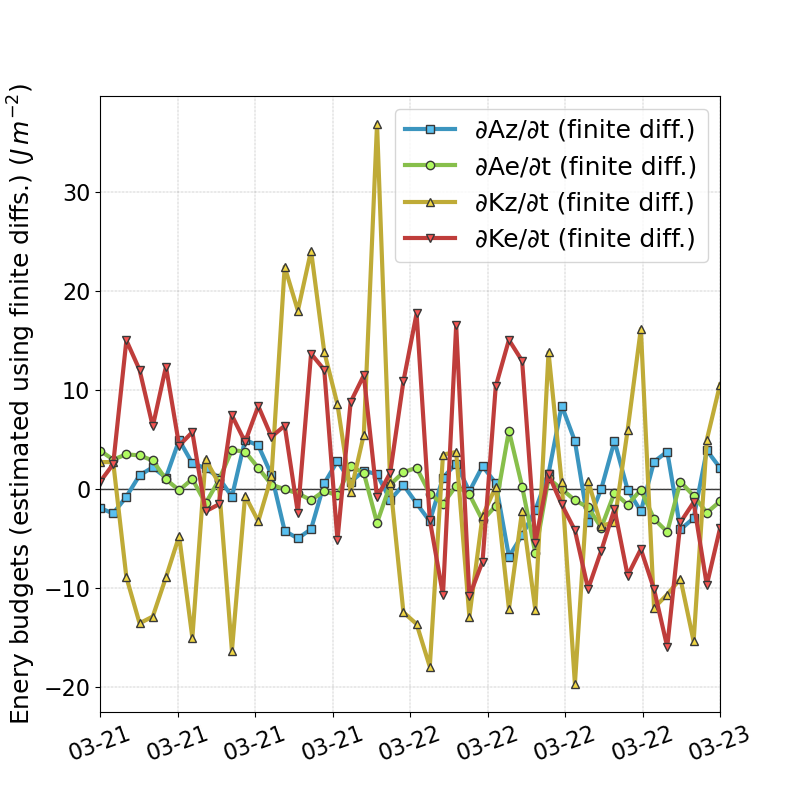 Enery budgets (estimated using finite diffs.) (J m⁻²)
∂Az/∂t (finite diff.)
∂Ae/∂t (finite diff.)
∂Kz/∂t (finite diff.)
∂Ke/∂t (finite diff.)
30
20
10
0
−10
−20
03-21 03-21 03-21 03-21 03-22 03-22 03-22 03-22 03-23